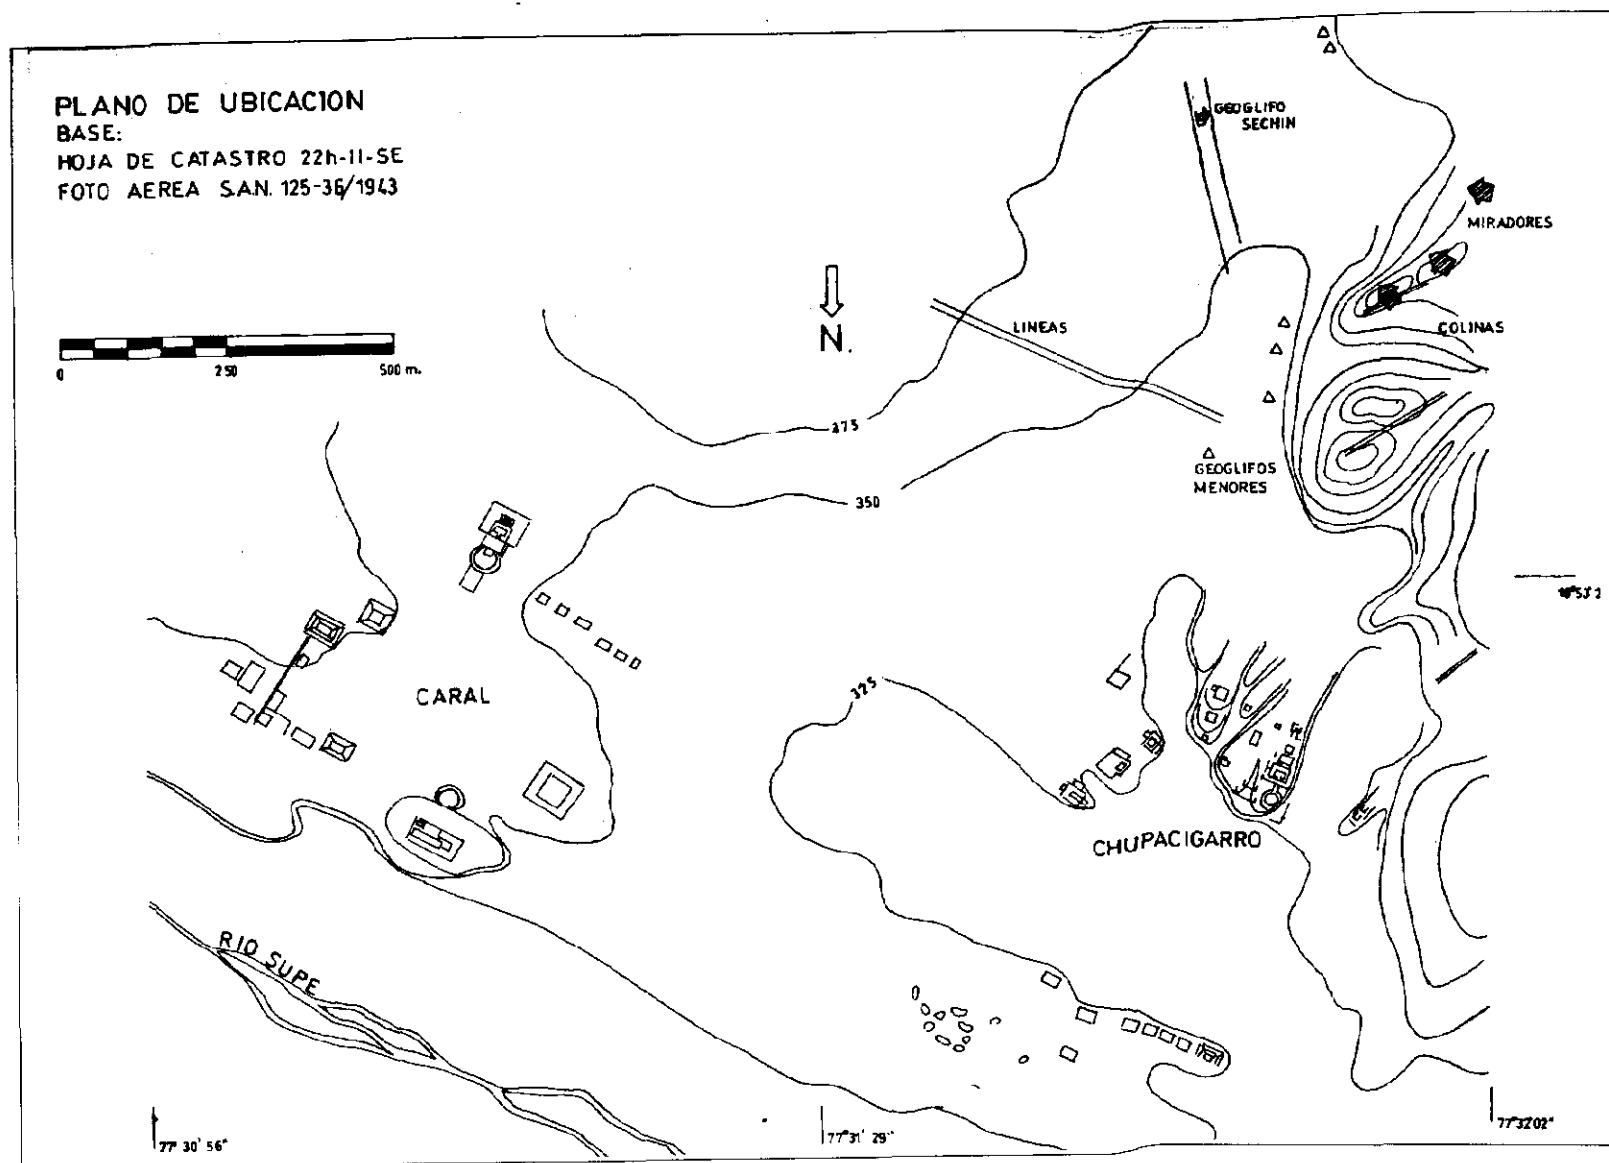 PLANO DE UBICACION
BASE:
HOJA DE CATASTRO 22h-II-SE
FOTO AEREA S.A.N. 125-36/1943
0 250 500 m.
N.
GEOGLIFO
SECHIN
MIRADORES
COLINAS
LINEAS
375
350
GEOGLIFOS
MENORES
CARAL
325
CHUPACIGARRO
RIO SUPE
77° 30' 56"
77°31' 29"
77°32'02"